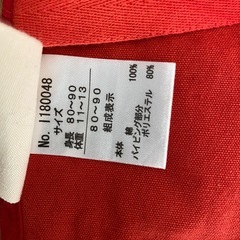 No. 1180048
サイズ
身長 80~90
体重 11~13
80~90
組成表示
本体 綿 100%
パイピング部分
ポリエステル 80%